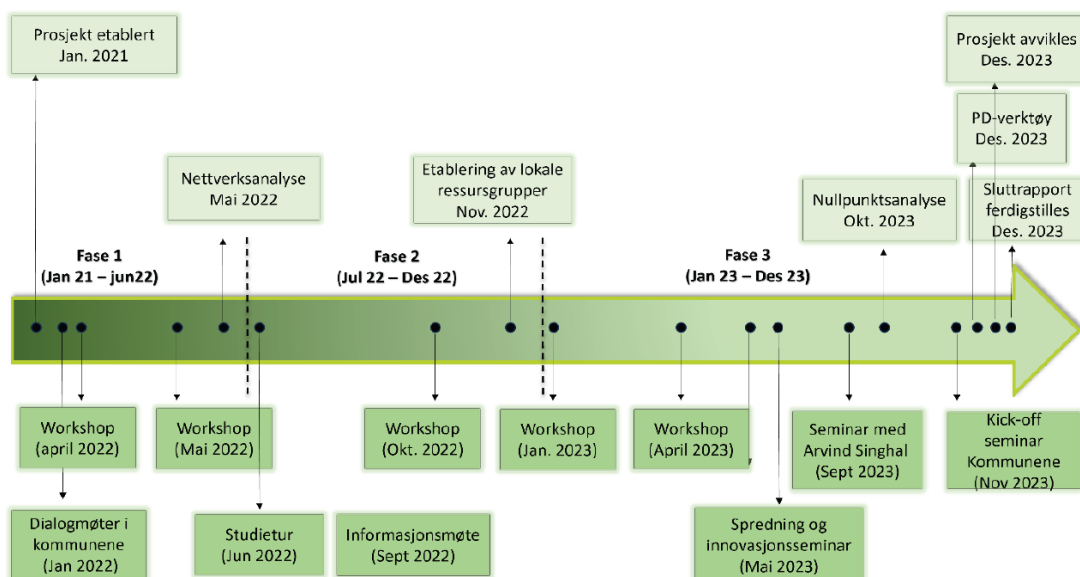 Prosjekt etablert
Jan. 2021
Prosjekt avvikles
Des. 2023
PD-verktøy
Des. 2023
Nettverksanalyse
Mai 2022
Etablering av lokale
ressursgrupper
Nov. 2022
Nullpunktsanalyse
Okt. 2023
Sluttrapport
ferdigstilles
Des. 2023
Fase 1
(Jan 21 – jun22)
Fase 2
(Jul 22 – Des 22)
Fase 3
(Jan 23 – Des 23)
Workshop
(april 2022)
Workshop
(Mai 2022)
Workshop
(Okt. 2022)
Workshop
(Jan. 2023)
Workshop
(April 2023)
Seminar med
Arvind Singhal
(Sept 2023)
Kick-off
seminar
Kommunene
(Nov 2023)
Dialogmøter i
kommunene
(Jan 2022)
Studietur
(Jun 2022)
Informasjonsmøte
(Sept 2022)
Spredning og
innovasjonsseminar
(Mai 2023)